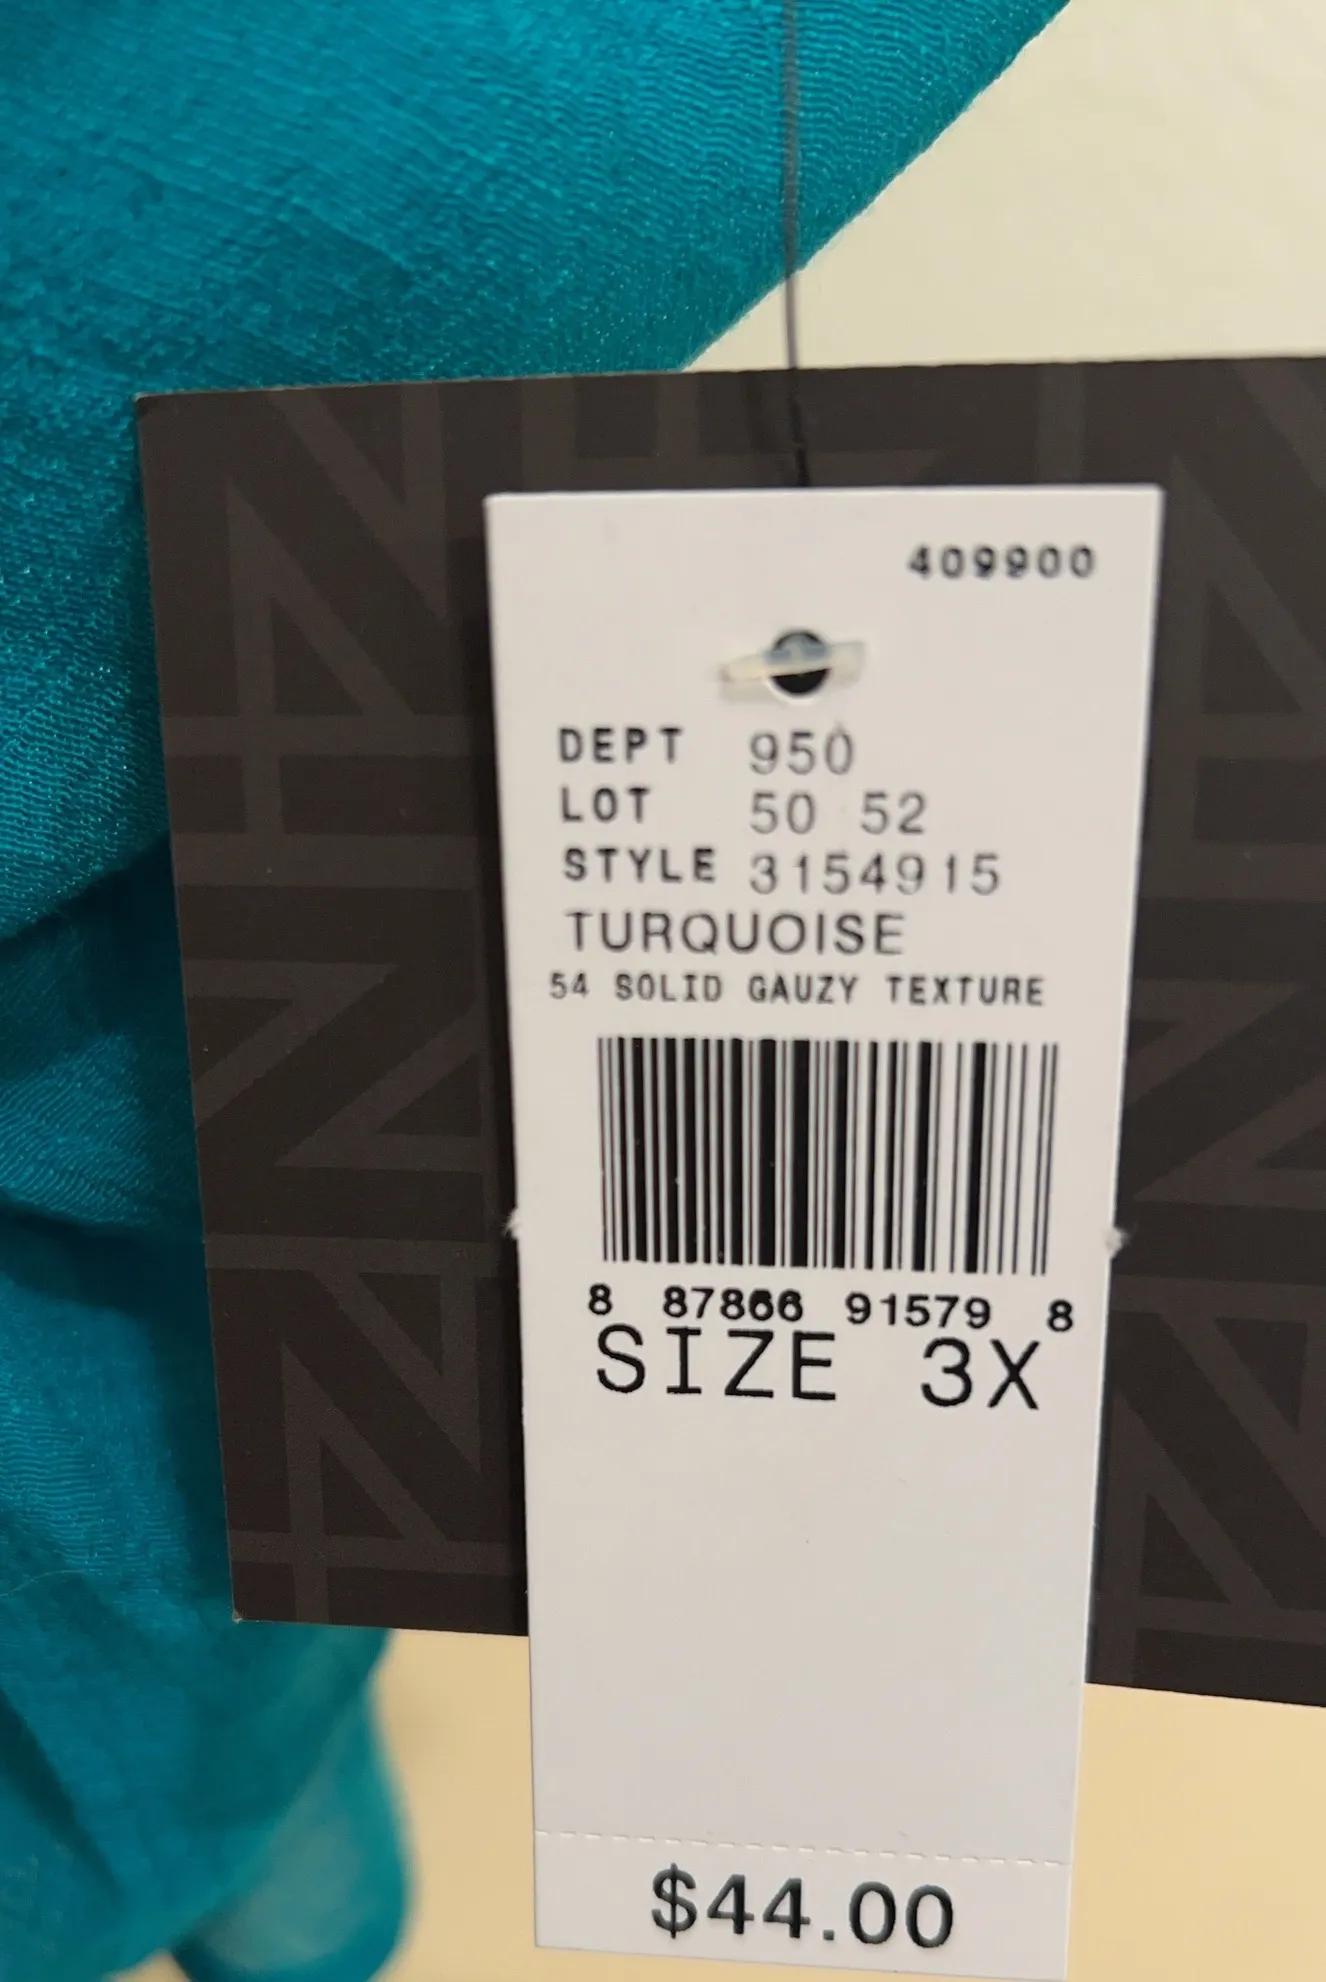 409900
DEPT 950
LOT 50 52
STYLE 3154915
TURQUOISE
54 SOLID GAUZY TEXTURE
8 87866 91579 8
SIZE 3X
$44.00